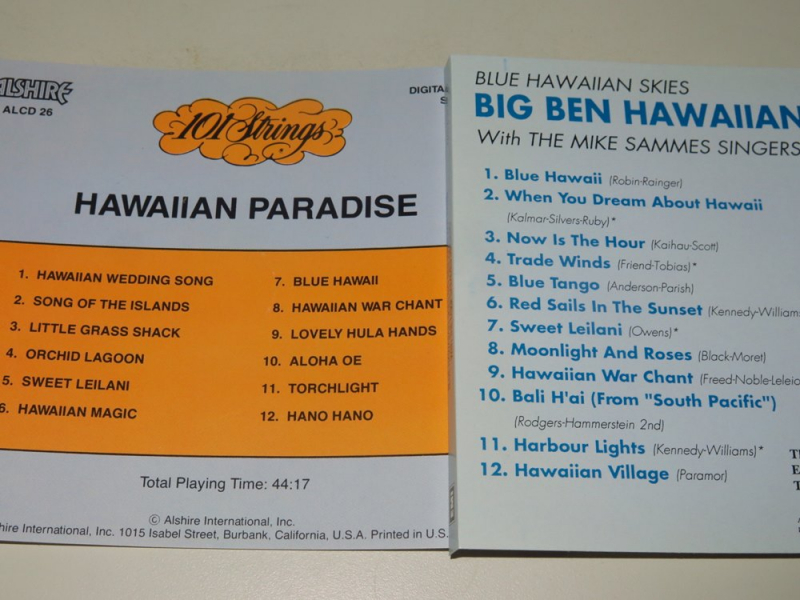 ALSHIRE
ALCD 26
DIGITA
S
101 Strings
HAWAIIAN PARADISE
1. HAWAIIAN WEDDING SONG
2. SONG OF THE ISLANDS
3. LITTLE GRASS SHACK
4. ORCHID LAGOON
5. SWEET LEILANI
6. HAWAIIAN MAGIC
7. BLUE HAWAII
8. HAWAIIAN WAR CHANT
9. LOVELY HULA HANDS
10. ALOHA OE
11. TORCHLIGHT
12. HANO HANO
Total Playing Time: 44:17
© Alshire International, Inc.
hire International, Inc. 1015 Isabel Street, Burbank, California, U.S.A. Printed in U.S.
BLUE HAWAIIAN SKIES
BIG BEN HAWAIIAN
With THE MIKE SAMMES SINGERS
1. Blue Hawaii (Robin-Rainger)
2. When You Dream About Hawaii
(Kalmar-Silvers-Ruby)*
3. Now Is The Hour (Kaihau-Scott)
4. Trade Winds (Friend-Tobias)*
5. Blue Tango (Anderson-Parish)
6. Red Sails In The Sunset (Kennedy-Williams
7. Sweet Leilani (Owens)*
8. Moonlight And Roses (Black-Moret)
9. Hawaiian War Chant (Freed-Noble-Leleio
10. Bali H'ai (From "South Pacific")
(Rodgers-Hammerstein 2nd)
11. Harbour Lights (Kennedy-Williams)*
12. Hawaiian Village (Paramor)